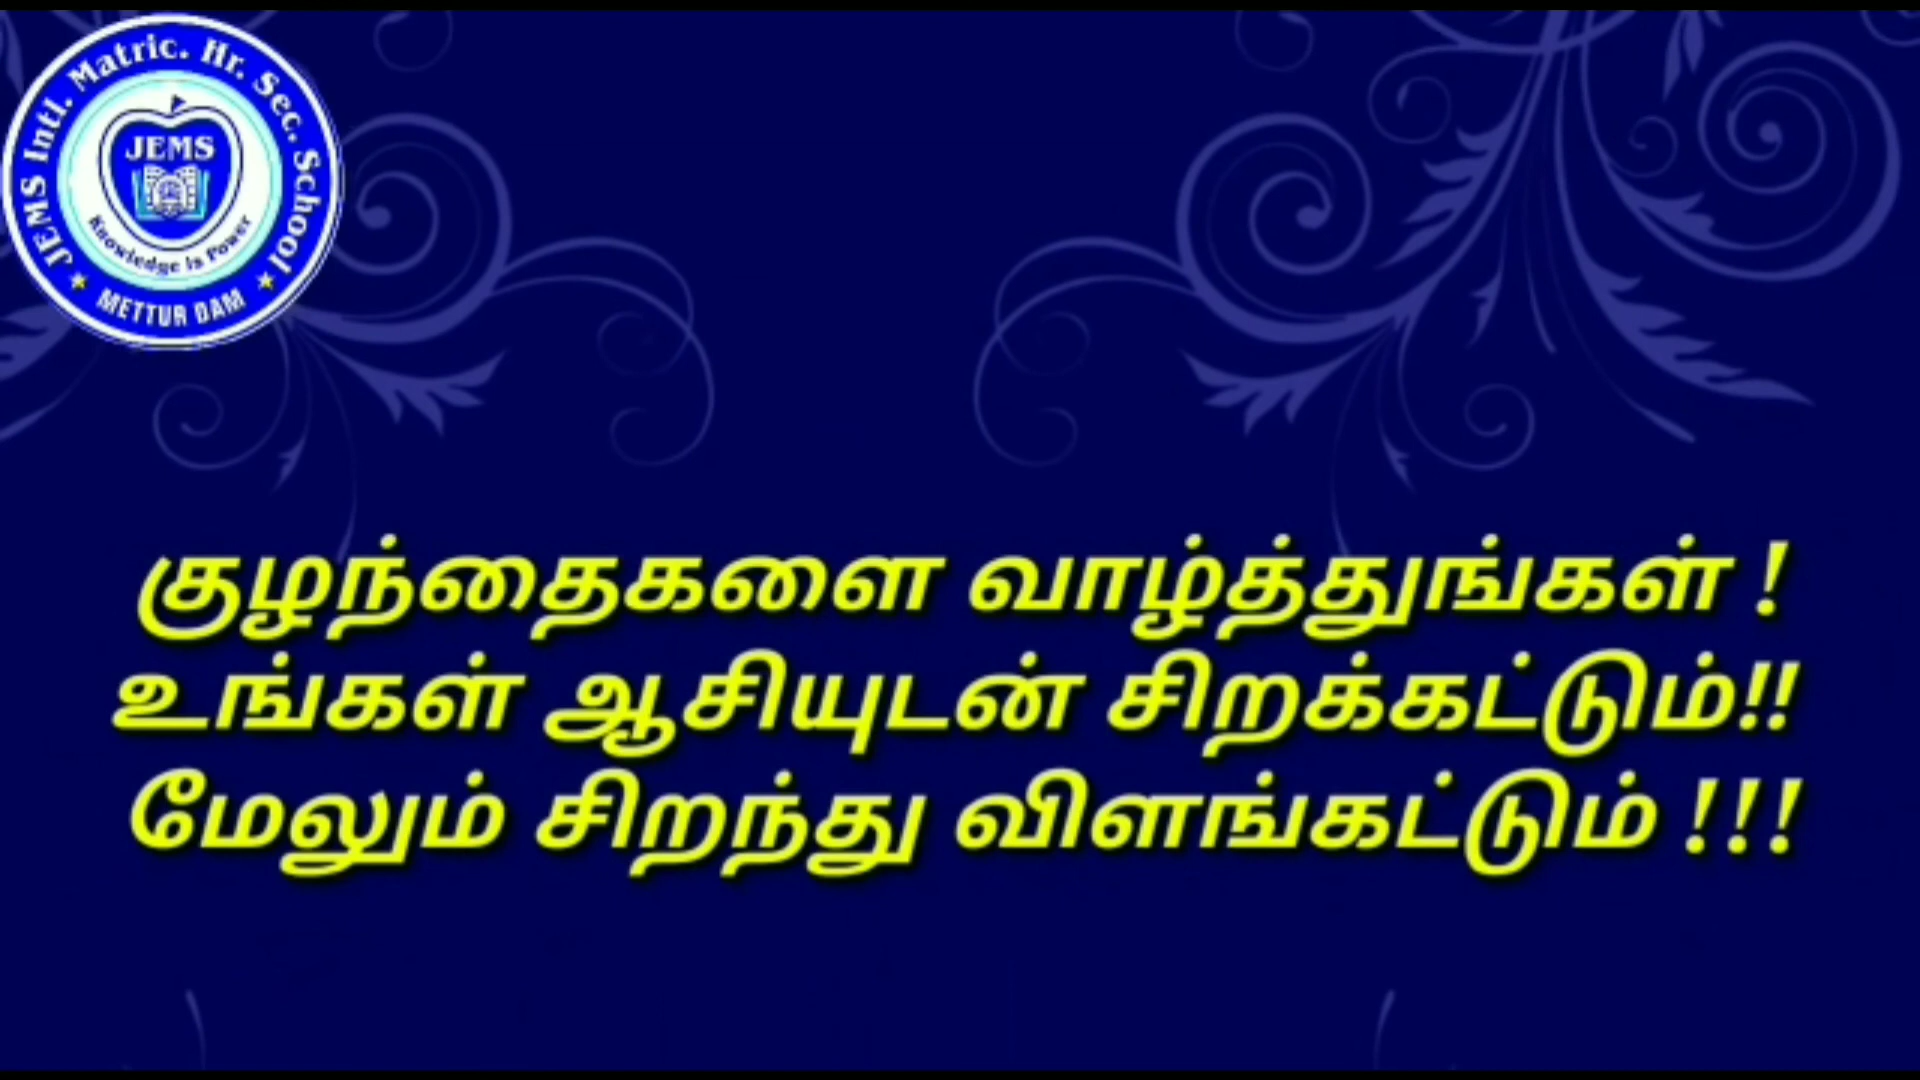 JEMS Intl. Matric. Hr. Sec. School
JEMS
Knowledge is Power
METTUR DAM
குழந்தைகளை வாழ்த்துங்கள் !
உங்கள் ஆசியுடன் சிறக்கட்டும்!!
மேலும் சிறந்து விளங்கட்டும் !!!